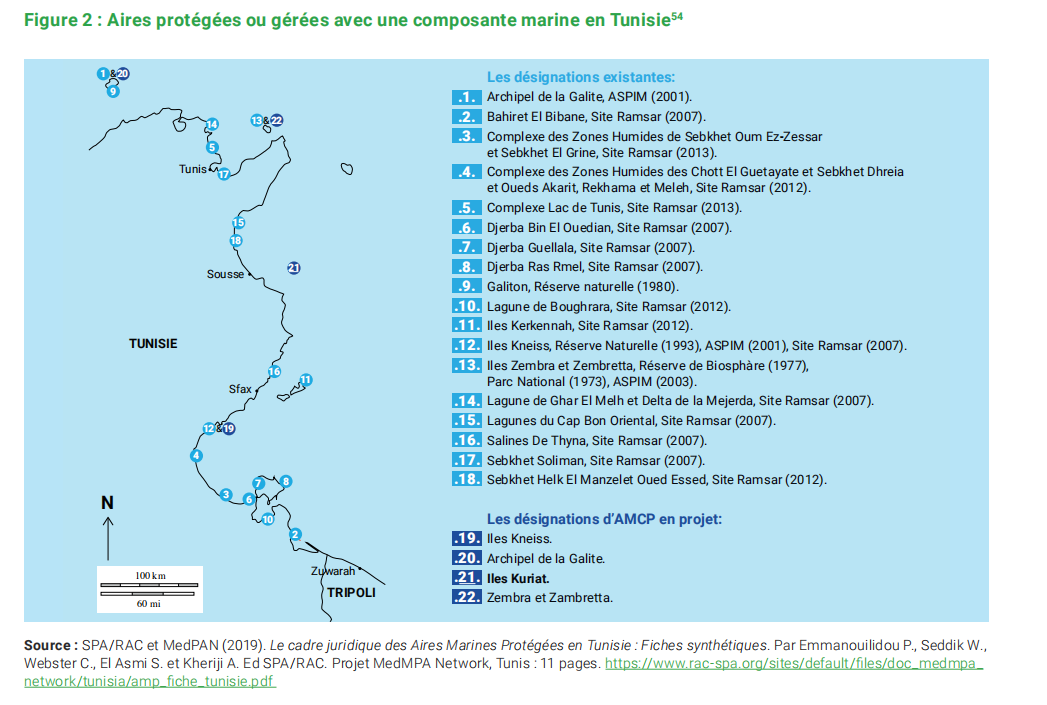 Figure 2 : Aires protégées ou gérées avec une composante marine en Tunisie54
1 & 20
9
14
13 & 22
5
Tunis
17
15
18
21
Sousse
TUNISIE
16
11
Sfax
12 & 19
4
7
8
3
6
10
2
N
Zuwarah
100 km
60 mi
TRIPOLI
Les désignations existantes:
.1. Archipel de la Galite, ASPIM (2001).
.2. Bahiret El Bibane, Site Ramsar (2007).
.3. Complexe des Zones Humides de Sebkhet Oum Ez-Zessar
et Sebkhet El Grine, Site Ramsar (2013).
.4. Complexe des Zones Humides des Chott El Guetayate et Sebkhet Dhreia
et Oueds Akarit, Rekhama et Meleh, Site Ramsar (2012).
.5. Complexe Lac de Tunis, Site Ramsar (2013).
.6. Djerba Bin El Ouedian, Site Ramsar (2007).
.7. Djerba Guellala, Site Ramsar (2007).
.8. Djerba Ras Rmel, Site Ramsar (2007).
.9. Galiton, Réserve naturelle (1980).
.10. Lagune de Boughrara, Site Ramsar (2012).
.11. Iles Kerkennah, Site Ramsar (2012).
.12. Iles Kneiss, Réserve Naturelle (1993), ASPIM (2001), Site Ramsar (2007).
.13. Iles Zembra et Zembretta, Réserve de Biosphàre (1977),
Parc National (1973), ASPIM (2003).
.14. Lagune de Ghar El Melh et Delta de la Mejerda, Site Ramsar (2007).
.15. Lagunes du Cap Bon Oriental, Site Ramsar (2007).
.16. Salines De Thyna, Site Ramsar (2007).
.17. Sebkhet Soliman, Site Ramsar (2007).
.18. Sebkhet Helk El Manzelet Oued Essed, Site Ramsar (2012).
Les désignations d'AMCP en projet:
.19. Iles Kneiss.
.20. Archipel de la Galite.
.21. Iles Kuriat.
.22. Zembra et Zambretta.
Source : SPA/RAC et MedPAN (2019). Le cadre juridique des Aires Marines Protégées en Tunisie : Fiches synthétiques. Par Emmanouilidou P., Seddik W.,
Webster C., El Asmi S. et Kheriji A. Ed SPA/RAC. Projet MedMPA Network, Tunis : 11 pages. https://www.rac-spa.org/sites/default/files/doc_medmpa_
network/tunisia/amp_fiche_tunisie.pdf